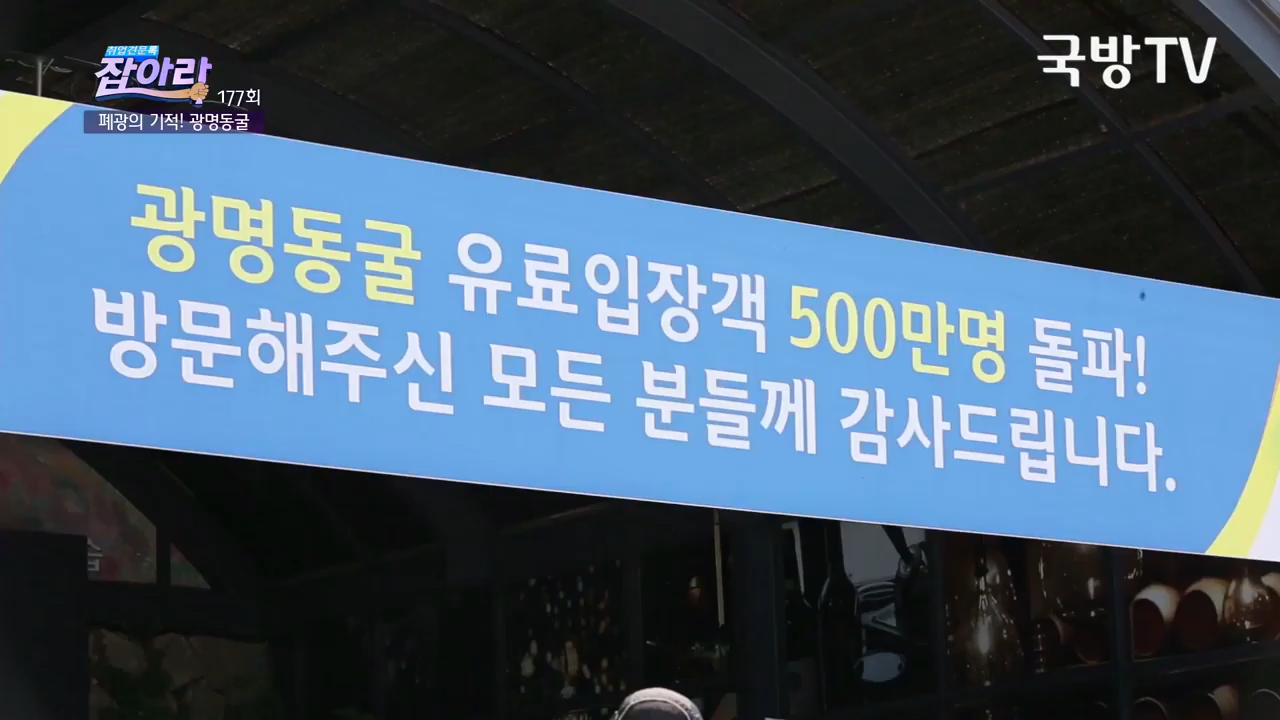 취업견문록
잡아라
177회
폐광의 기적! 광명동굴
국방TV
광명동굴 유료입장객 500만명 돌파!
방문해주신 모든 분들께 감사드립니다.
습